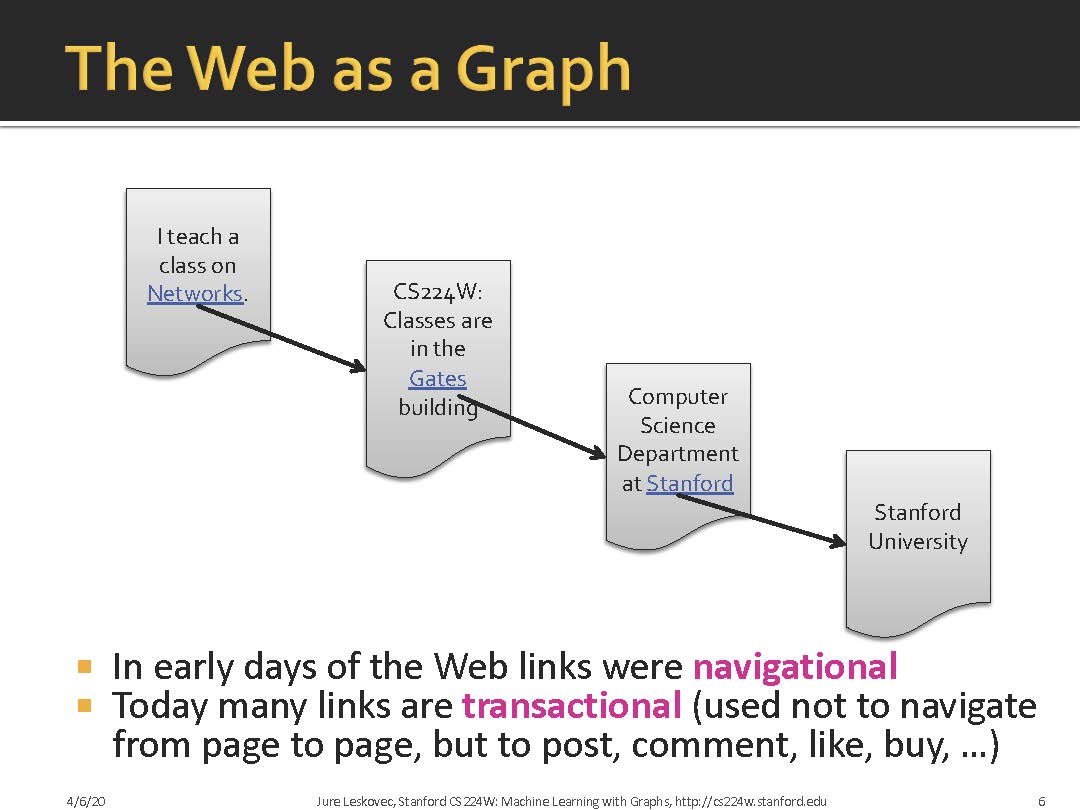 The Web as a Graph
I teach a
class on
Networks.
CS224W:
Classes are
in the
Gates
building
Computer
Science
Department
at Stanford
Stanford
University
In early days of the Web links were navigational
Today many links are transactional (used not to navigate
from page to page, but to post, comment, like, buy, …)
4/6/20
Jure Leskovec, Stanford CS224W: Machine Learning with Graphs, http://cs224w.stanford.edu
6